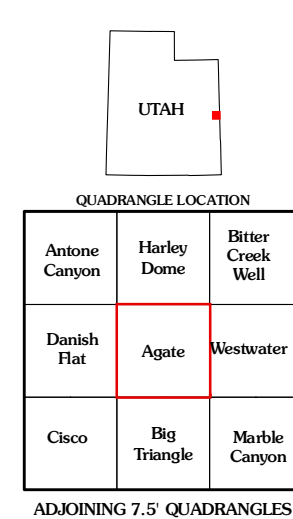 UTAH
QUADRANGLE LOCATION
Antone
Canyon
Harley
Dome
Bitter
Creek
Well
Danish
Flat
Agate
Westwater
Cisco
Big
Triangle
Marble
Canyon
ADJOINING 7.5' QUADRANGLES